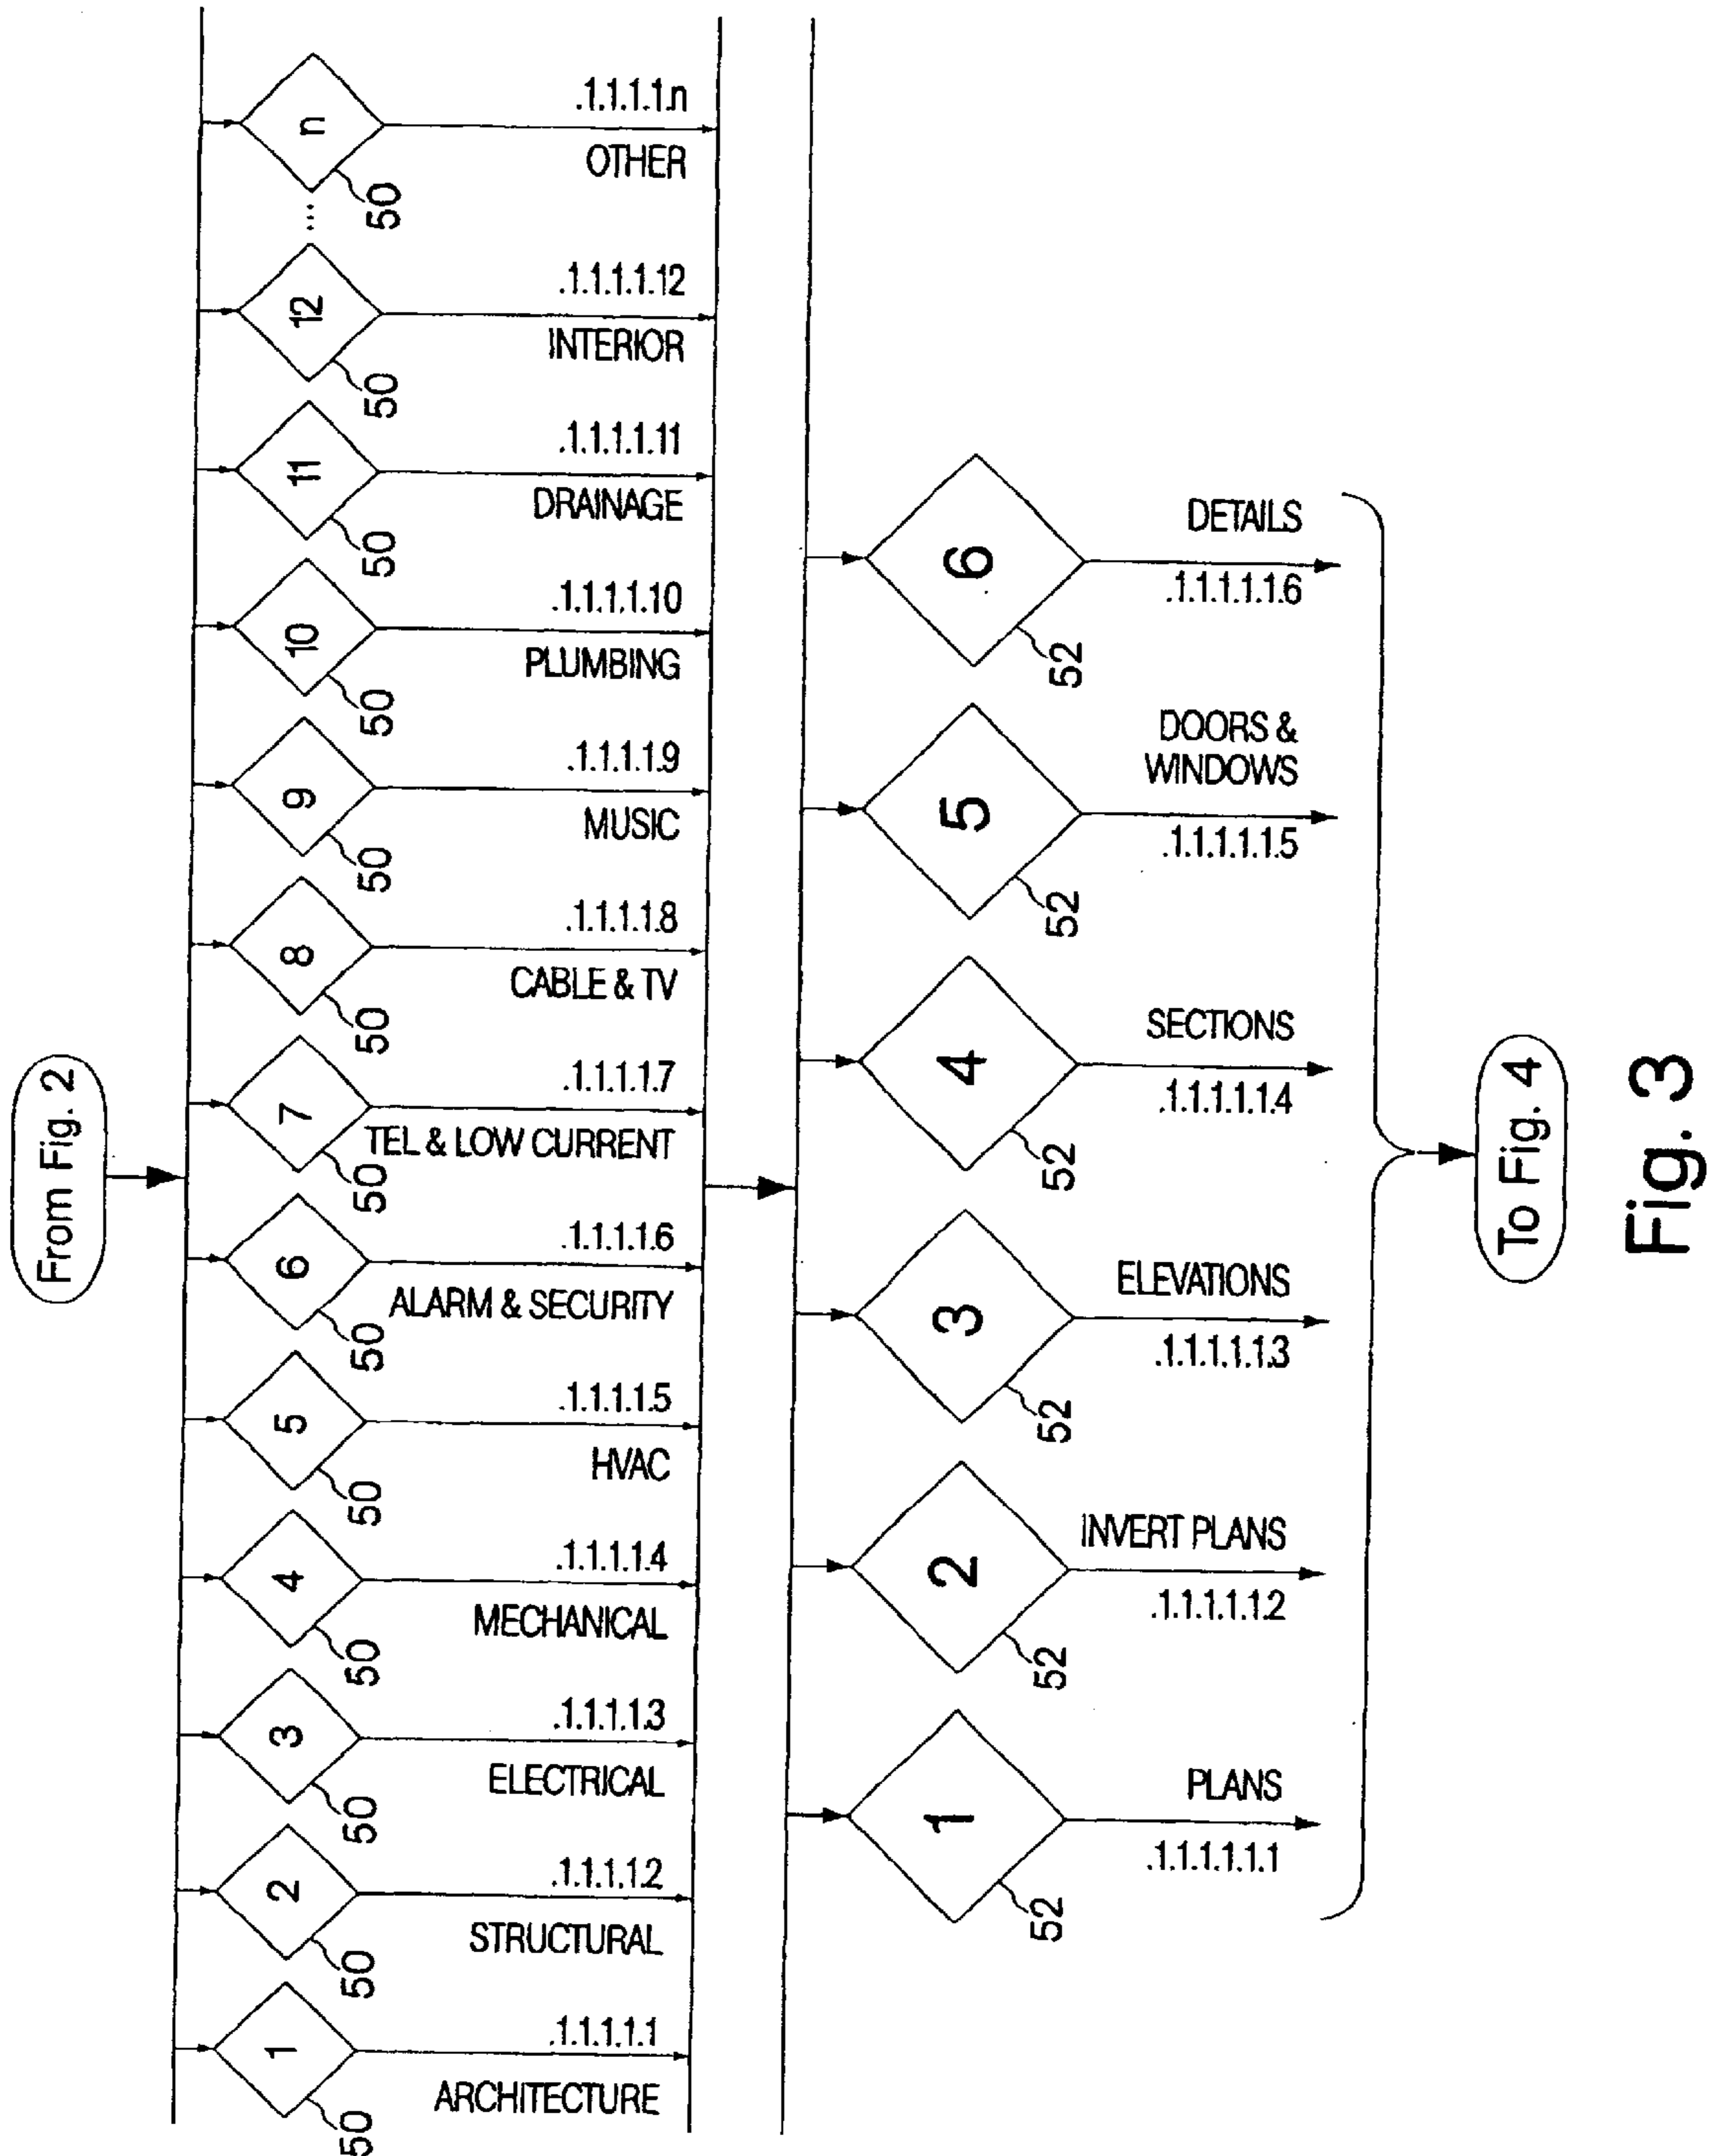 From Fig. 2
1
2
3
4
5
6
7
8
9
10
11
12
...
n
50
50
50
50
50
50
50
50
50
50
50
50
50
.1.1.1.1.1
.1.1.1.1.2
.1.1.1.1.3
.1.1.1.1.4
.1.1.1.1.5
.1.1.1.1.6
.1.1.1.1.7
.1.1.1.1.8
.1.1.1.1.9
.1.1.1.1.10
.1.1.1.1.11
.1.1.1.1.12
.1.1.1.1.n
ARCHITECTURE
STRUCTURAL
ELECTRICAL
MECHANICAL
HVAC
ALARM & SECURITY
TEL & LOW CURRENT
CABLE & TV
MUSIC
PLUMBING
DRAINAGE
INTERIOR
OTHER
1
2
3
4
5
6
52
52
52
52
52
52
PLANS
INVERT PLANS
ELEVATIONS
SECTIONS
DOORS &
WINDOWS
DETAILS
.1.1.1.1.1.1
.1.1.1.1.1.2
.1.1.1.1.1.3
.1.1.1.1.1.4
.1.1.1.1.1.5
.1.1.1.1.1.6
To Fig. 4
Fig. 3